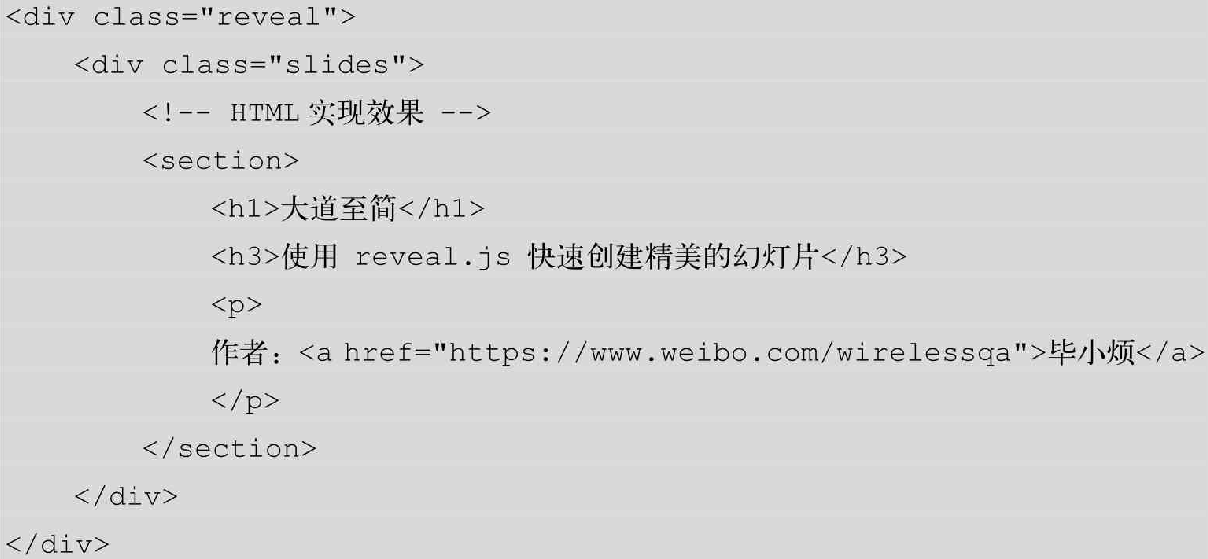 <div class="reveal">
    <div class="slides">
        <!-- HTML 实现效果 -->
        <section>
            <h1>大道至简</h1>
            <h3>使用 reveal.js 快速创建精美的幻灯片</h3>
            <p>
            作者：<a href="https://www.weibo.com/wirelessqa">毕小烦</a>
            </p>
        </section>
    </div>
</div>